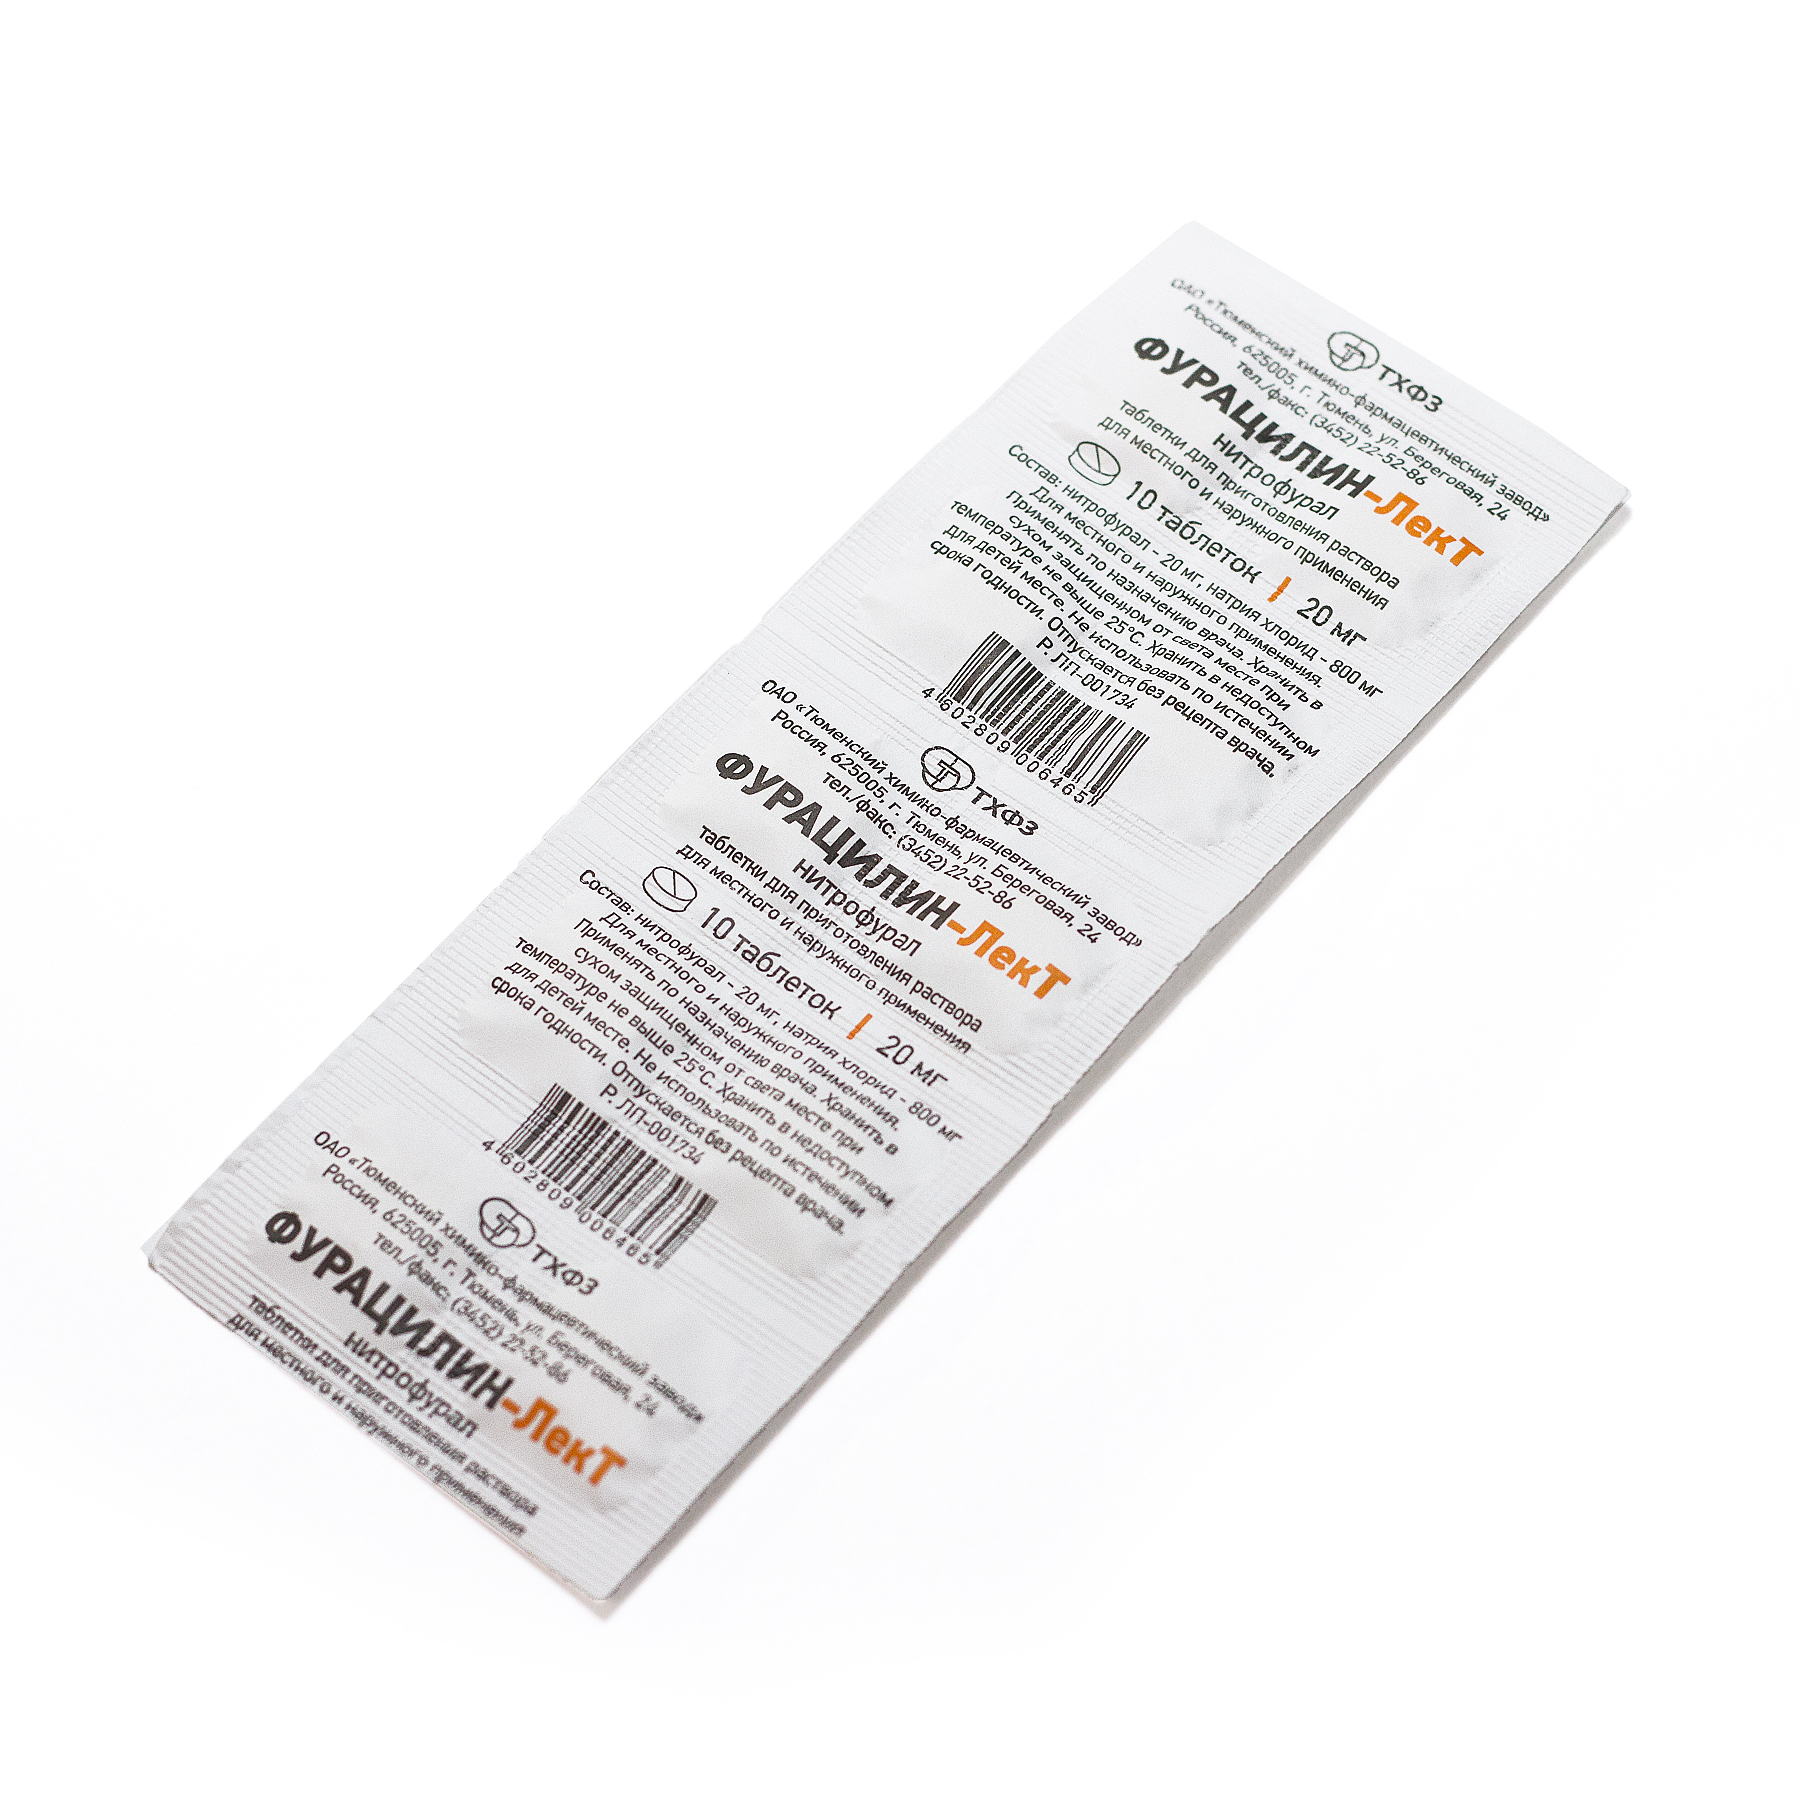 ТХФЗ
ОАО «Тюменский химико-фармацевтический завод»
Россия, 625005, г. Тюмень, ул. Береговая, 24
тел./факс: (3452) 22-52-86
ФУРАЦИЛИН-ЛекТ
нитрофурал
таблетки для приготовления раствора
для местного и наружного применения
10 таблеток | 20 мг
Состав: нитрофурал - 20 мг, натрия хлорид - 800 мг
Для местного и наружного применения.
Применять по назначению врача. Хранить в
сухом защищенном от света месте при
температуре не выше 25°С. Хранить в недоступном
для детей месте. Не использовать по истечении
срока годности. Отпускается без рецепта врача.
Р. ЛП-001734
4 602809 006465
ТХФЗ
ОАО «Тюменский химико-фармацевтический завод»
Россия, 625005, г. Тюмень, ул. Береговая, 24
тел./факс: (3452) 22-52-86
ФУРАЦИЛИН-ЛекТ
нитрофурал
таблетки для приготовления раствора
для местного и наружного применения
10 таблеток | 20 мг
Состав: нитрофурал - 20 мг, натрия хлорид - 800 мг
Для местного и наружного применения.
Применять по назначению врача. Хранить в
сухом защищенном от света месте при
температуре не выше 25°С. Хранить в недоступном
для детей месте. Не использовать по истечении
срока годности. Отпускается без рецепта врача.
Р. ЛП-001734
4 602809 006465
ТХФЗ
ОАО «Тюменский химико-фармацевтический завод»
Россия, 625005, г. Тюмень, ул. Береговая, 24
тел./факс: (3452) 22-52-86
ФУРАЦИЛИН-ЛекТ
нитрофурал
таблетки для приготовления раствора
для местного и наружного применения